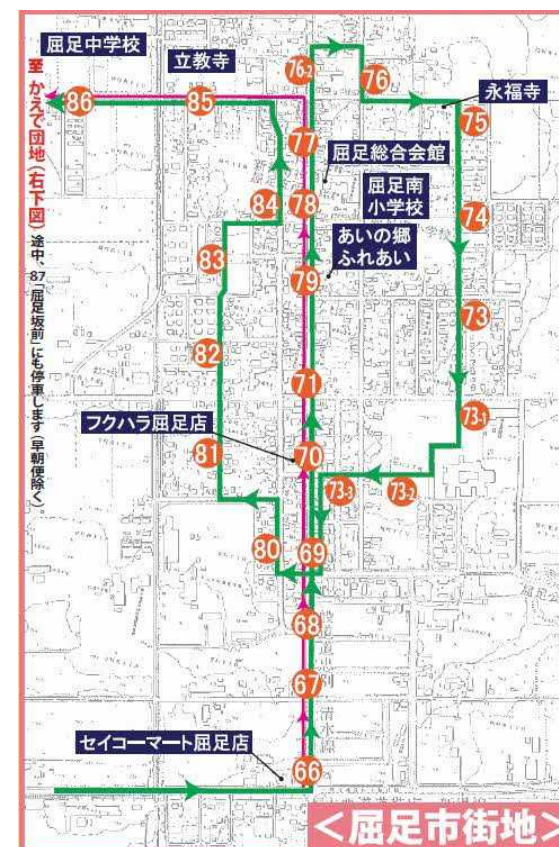 屈足中学校
立教寺
永福寺
屈足総合会館
屈足南
小学校
あいの郷
ふれあい
フクハラ屈足店
セイコーマート屈足店
至 かえで団地(右下図)
途中、87「屈足坂前」にも停車します(早朝便除く)。
86
85
76-2
76
75
77
84
78
74
83
79
73
82
71
73-1
81
70
73-3
73-2
80
69
68
67
66
<屈足市街地>